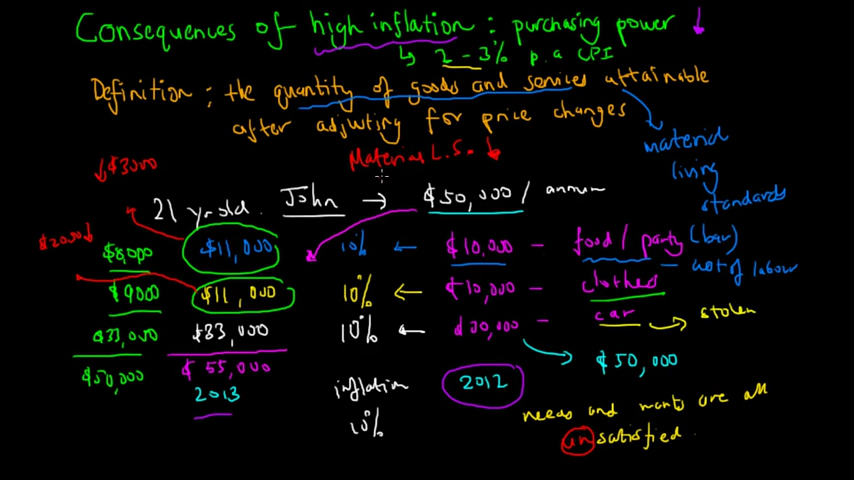 Consequences of high inflation : purchasing power ↓
↳ 2 - 3% p.a CPI
Definition : the quantity of goods and services attainable
after adjusting for price changes
material
living
standards
Material L.S. ↓
↓$3000
21 yr old. John → $50,000/ annum
$2000↓
$8,000 $11,000 10% ← $10,000 - food / party (bar)
- out of labour
$9000 $11,000 10% ← $10,000 - clothes
$33,000 $33,000 10% ← $30,000 - car → stolen
$50,000 $55,000 → $50,000
2013 inflation 2012
10%
needs and wants are all
unsatisfied.